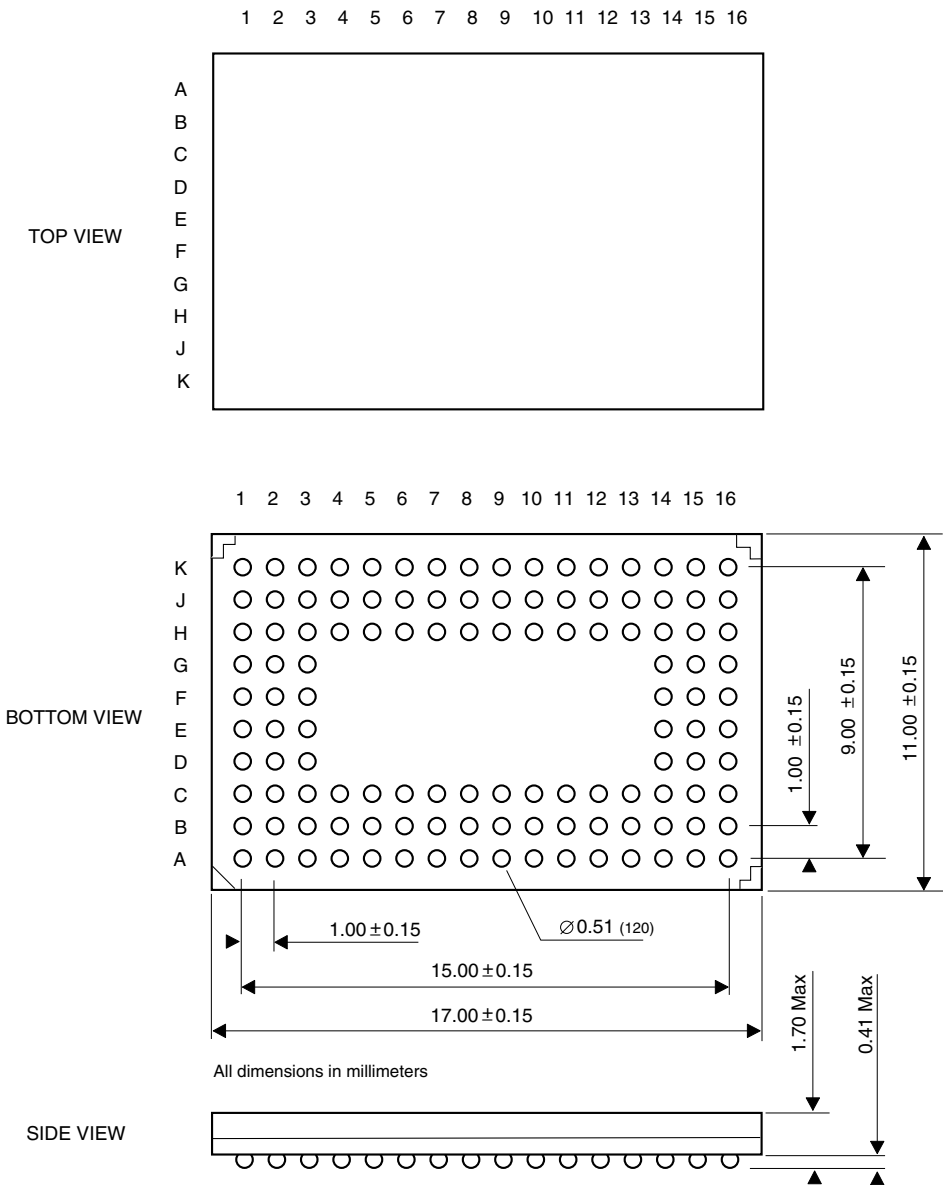 1 2 3 4 5 6 7 8 9 10 11 12 13 14 15 16
A
B
C
D
E
TOP VIEW
F
G
H
J
K
1 2 3 4 5 6 7 8 9 10 11 12 13 14 15 16
K
J
H
G
F
BOTTOM VIEW
E
D
C
B
A
1.00 ±0.15
9.00 ±0.15
11.00 ±0.15
1.00±0.15
∅0.51 (120)
15.00±0.15
17.00±0.15
1.70 Max
0.41 Max
All dimensions in millimeters
SIDE VIEW